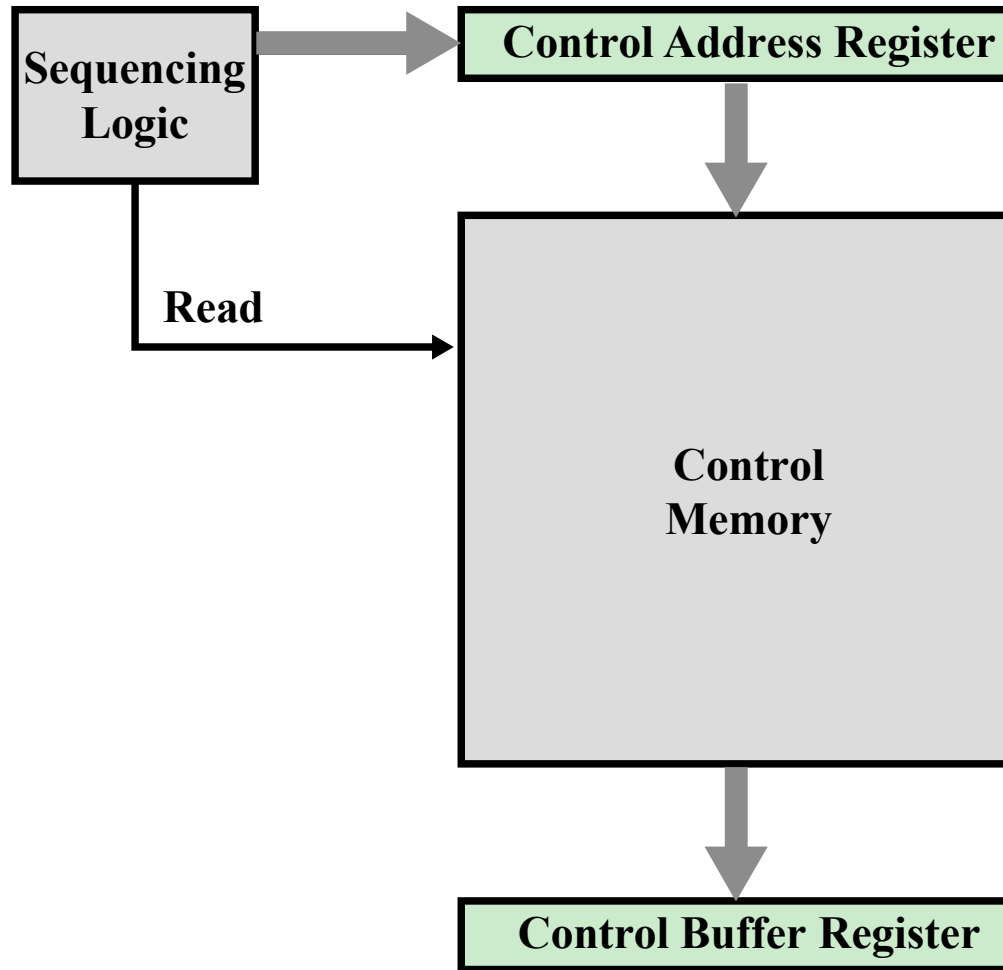 Sequencing
Logic
Control Address Register
Read
Control
Memory
Control Buffer Register